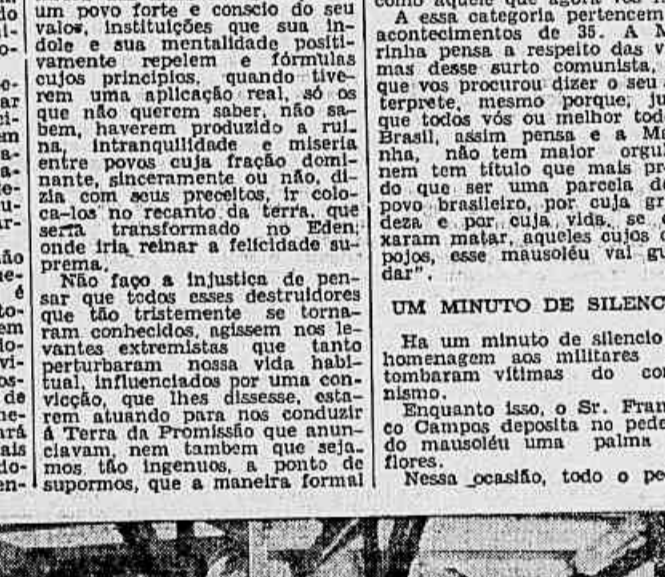 um povo forte e conscio do seu
valor, instituições que sua in-
dole e sua mentalidade positi-
vamente repelem e fórmulas
cujos principios, quando tive-
rem uma aplicação real, só os
que não querem saber, não sa-
bem, haverem produzido a rui-
na, intranquilidade e miseria
entre povos cuja fração domi-
nante, sinceramente ou não, di-
zia com seus preceitos, ir colo-
ca-los no recanto da terra, que
seria transformado no Eden,
onde iria reinar a felicidade su-
prema.
Não faço a injustica de pen-
sar que todos esses destruidores
que tão tristemente se torna-
ram conhecidos, agissem nos le-
vantes extremistas que tanto
perturbaram nossa vida habi-
tual, influenciados por uma con-
vicção, que lhes dissesse, esta-
rem atuando para nos conduzir
á Terra da Promissão que anun-
ciavam, nem tambem que seja-
mos tão ingenuos, a ponto de
supormos, que a maneira formal
como aquele que agora vos
A essa categoria pertencem
acontecimentos de 35. A M
rinha pensa a respeito das v
mas desse surto comunista,
que vos procurou dizer o seu
terprete, mesmo porque, ju
que todos vós ou melhor tod
Brasil, assim pensa e a M
nha, não tem maior orgul
nem tem título que mais pr
do que ser uma parcela d
povo brasileiro, por cuja gr
deza e por cuja vida, se
xaram matar, aqueles cujos
pojos, esse mausoléu vai gu
dar".
UM MINUTO DE SILENC
Ha um minuto de silencio
homenagem aos militares
tombaram vítimas do co
nismo.
Enquanto isso, o Sr. Fran
co Campos deposita no pede
do mausoléu uma palma
flores.
Nessa ocasião, todo o pe